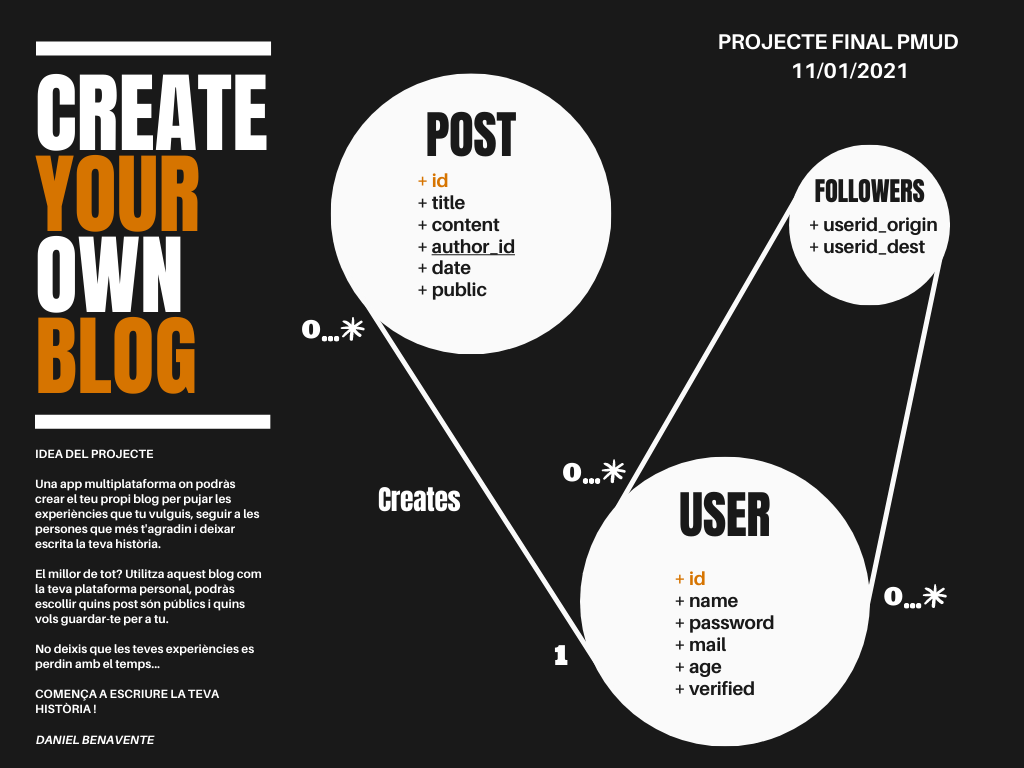 CREATE
YOUR
OWN
BLOG
IDEA DEL PROJECTE
Una app multiplataforma on podràs
crear el teu propi blog per pujar les
experiències que tu vulguis, seguir a les
persones que més t'agradin i deixar
escrita la teva història.
El millor de tot? Utilitza aquest blog com
la teva plataforma personal, podràs
escollir quins post són públics i quins
vols guardar-te per a tu.
No deixis que les teves experiències es
perdin amb el temps...
COMENÇA A ESCRIURE LA TEVA
HISTÒRIA !
DANIEL BENAVENTE
PROJECTE FINAL PMUD
11/01/2021
POST
+ id
+ title
+ content
+ author_id
+ date
+ public
0...*
Creates
1
FOLLOWERS
+ userid_origin
+ userid_dest
0...*
0...*
USER
+ id
+ name
+ password
+ mail
+ age
+ verified